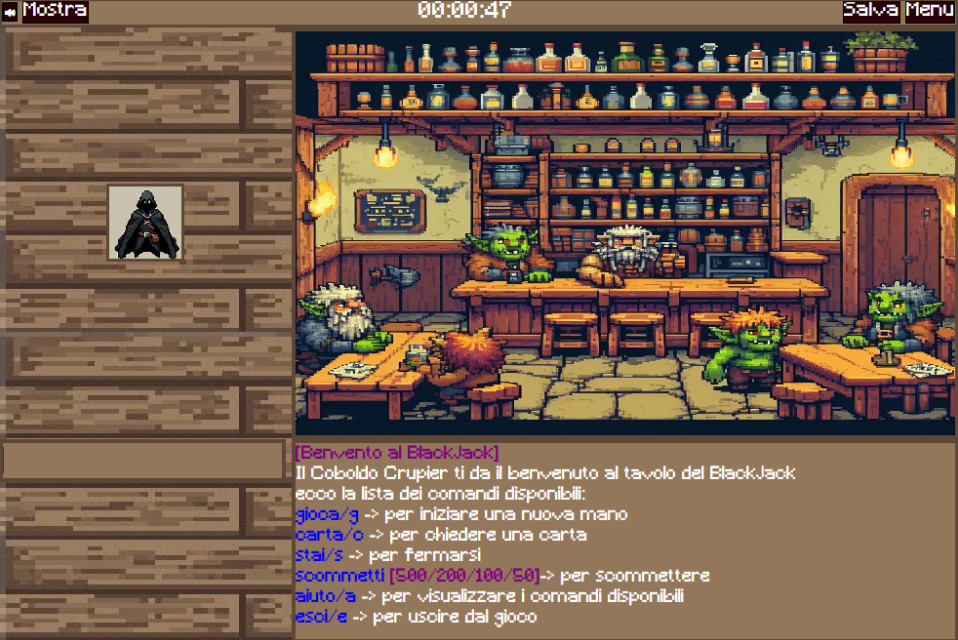 Mostra
00:00:47
Salva Menu
[Benvento al BlackJack]
Il Coboldo Crupier ti da il benvenuto al tavolo del BlackJack
ecco la lista dei comandi disponibili:
gioca/g -> per iniziare una nuova mano
carta/c -> per chiedere una carta
stai/s -> per fermarsi
scommetti [500/200/100/50]-> per scommettere
aiuto/a -> per visualizzare i comandi disponibili
esci/e -> per uscire dal gioco